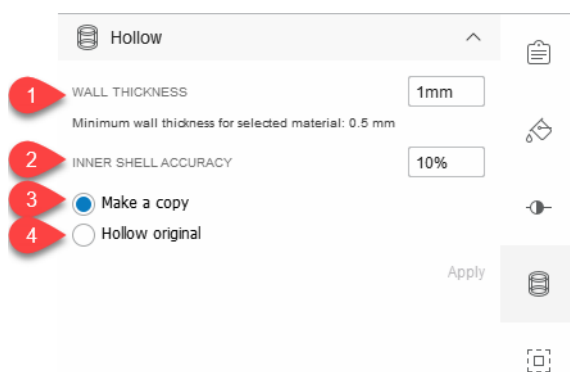 Hollow
1
WALL THICKNESS
1mm
Minimum wall thickness for selected material: 0.5 mm
2
INNER SHELL ACCURACY
10%
3
Make a copy
4
Hollow original
Apply